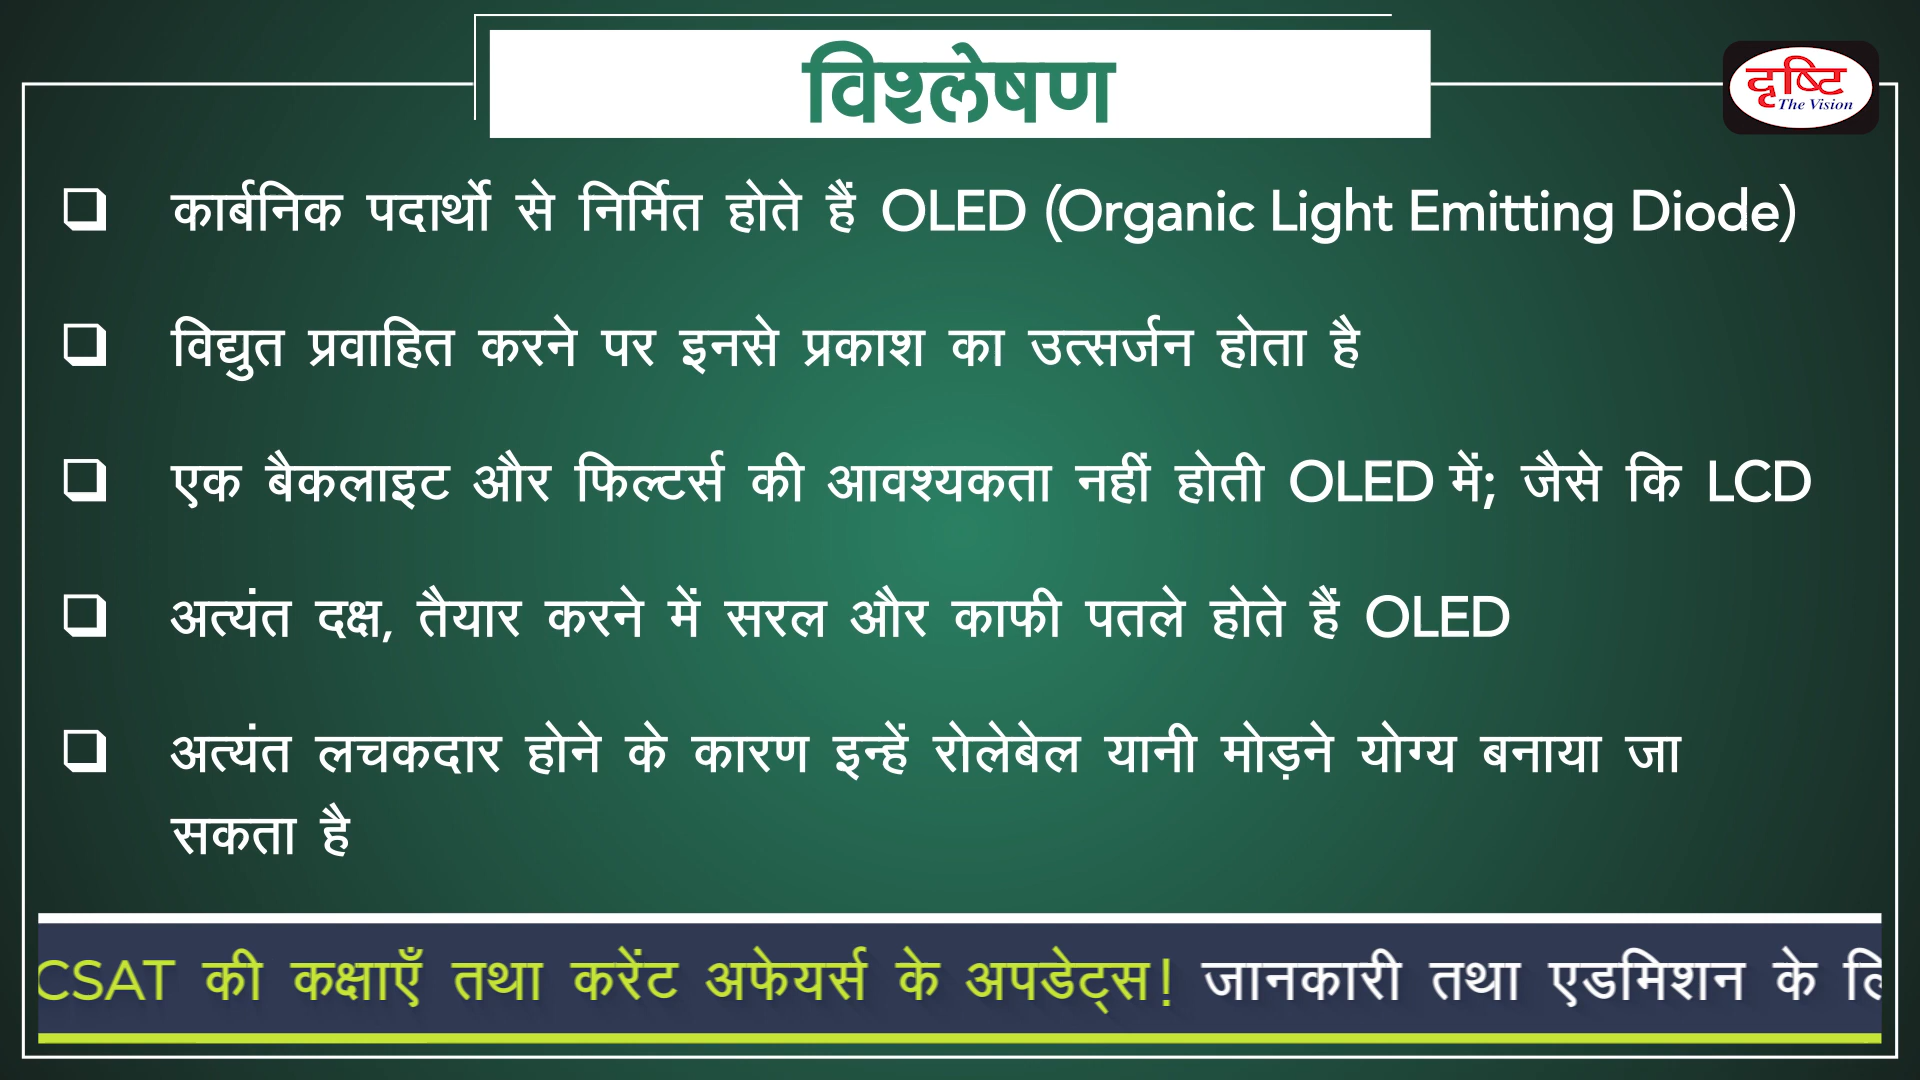 विश्लेषण
दृष्टि
The Vision
कार्बनिक पदार्थो से निर्मित होते हैं OLED (Organic Light Emitting Diode)
विद्युत प्रवाहित करने पर इनसे प्रकाश का उत्सर्जन होता है
एक बैकलाइट और फिल्टर्स की आवश्यकता नहीं होती OLED में; जैसे कि LCD
अत्यंत दक्ष, तैयार करने में सरल और काफी पतले होते हैं OLED
अत्यंत लचकदार होने के कारण इन्हें रोलेबेल यानी मोड़ने योग्य बनाया जा
सकता है
CSAT की कक्षाएँ तथा करेंट अफेयर्स के अपडेट्स! जानकारी तथा एडमिशन के